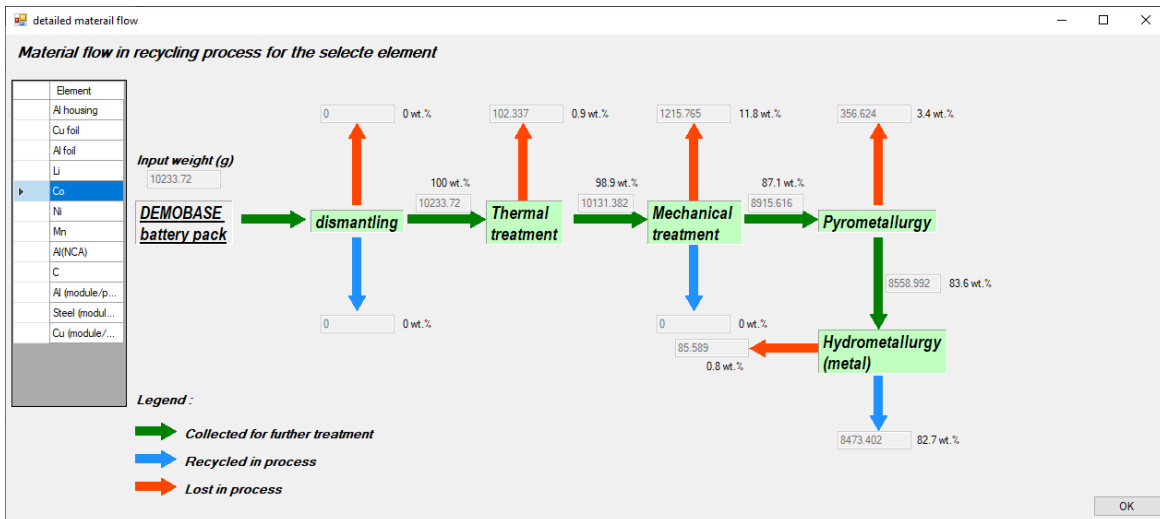 detailed materail flow
Material flow in recycling process for the selecte element
Element
Al housing
Cu foil
Al foil
Li
Co
Ni
Mn
Al(NCA)
C
Al (module/p...
Steel (modul...
Cu (module/...
Input weight (g)
10233.72
DEMOBASE
battery pack
0 0 wt.%
dismantling
0 0 wt.%
100 wt.%
10233.72
102.337 0.9 wt.%
Thermal
treatment
98.9 wt.%
10131.382
1215.765 11.8 wt.%
Mechanical
treatment
0 0 wt.%
87.1 wt.%
8915.616
356.624 3.4 wt.%
Pyrometallurgy
8558.992 83.6 wt.%
Hydrometallurgy
(metal)
85.589
0.8 wt.%
8473.402 82.7 wt.%
Legend :
Collected for further treatment
Recycled in process
Lost in process
OK